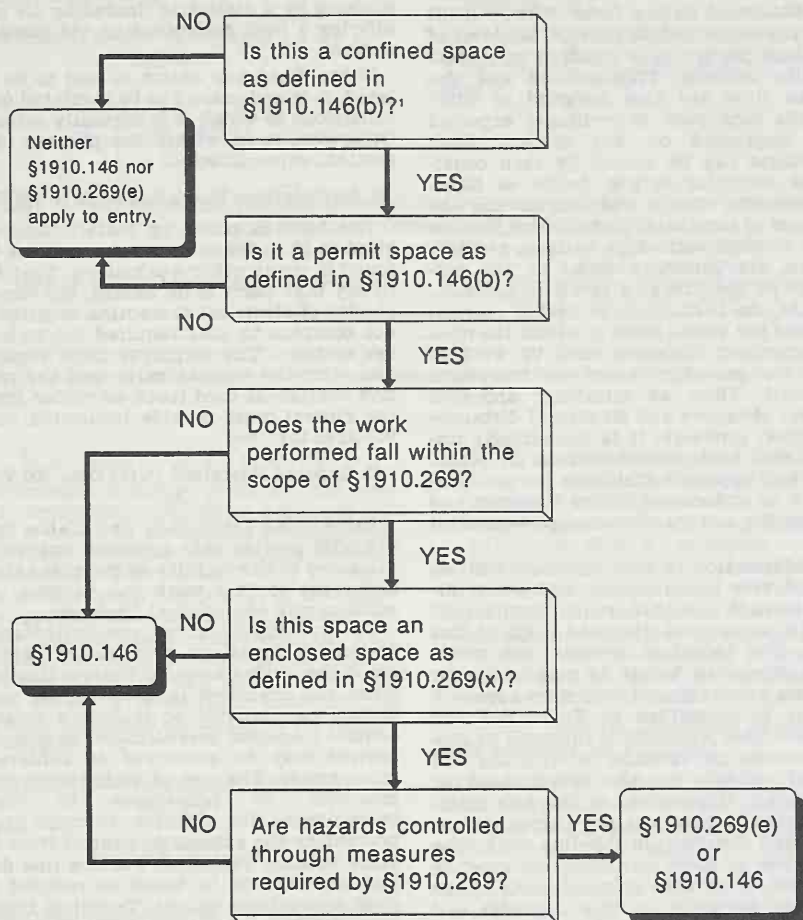 NO
Is this a confined space
as defined in
§1910.146(b)?¹
Neither
§1910.146 nor
§1910.269(e)
apply to entry.
YES
Is it a permit space as
defined in §1910.146(b)?
NO
YES
NO
Does the work
performed fall within the
scope of §1910.269?
YES
NO
Is this space an
enclosed space as
defined in §1910.269(x)?
§1910.146
YES
NO
Are hazards controlled
through measures
required by §1910.269?
YES
§1910.269(e)
or
§1910.146